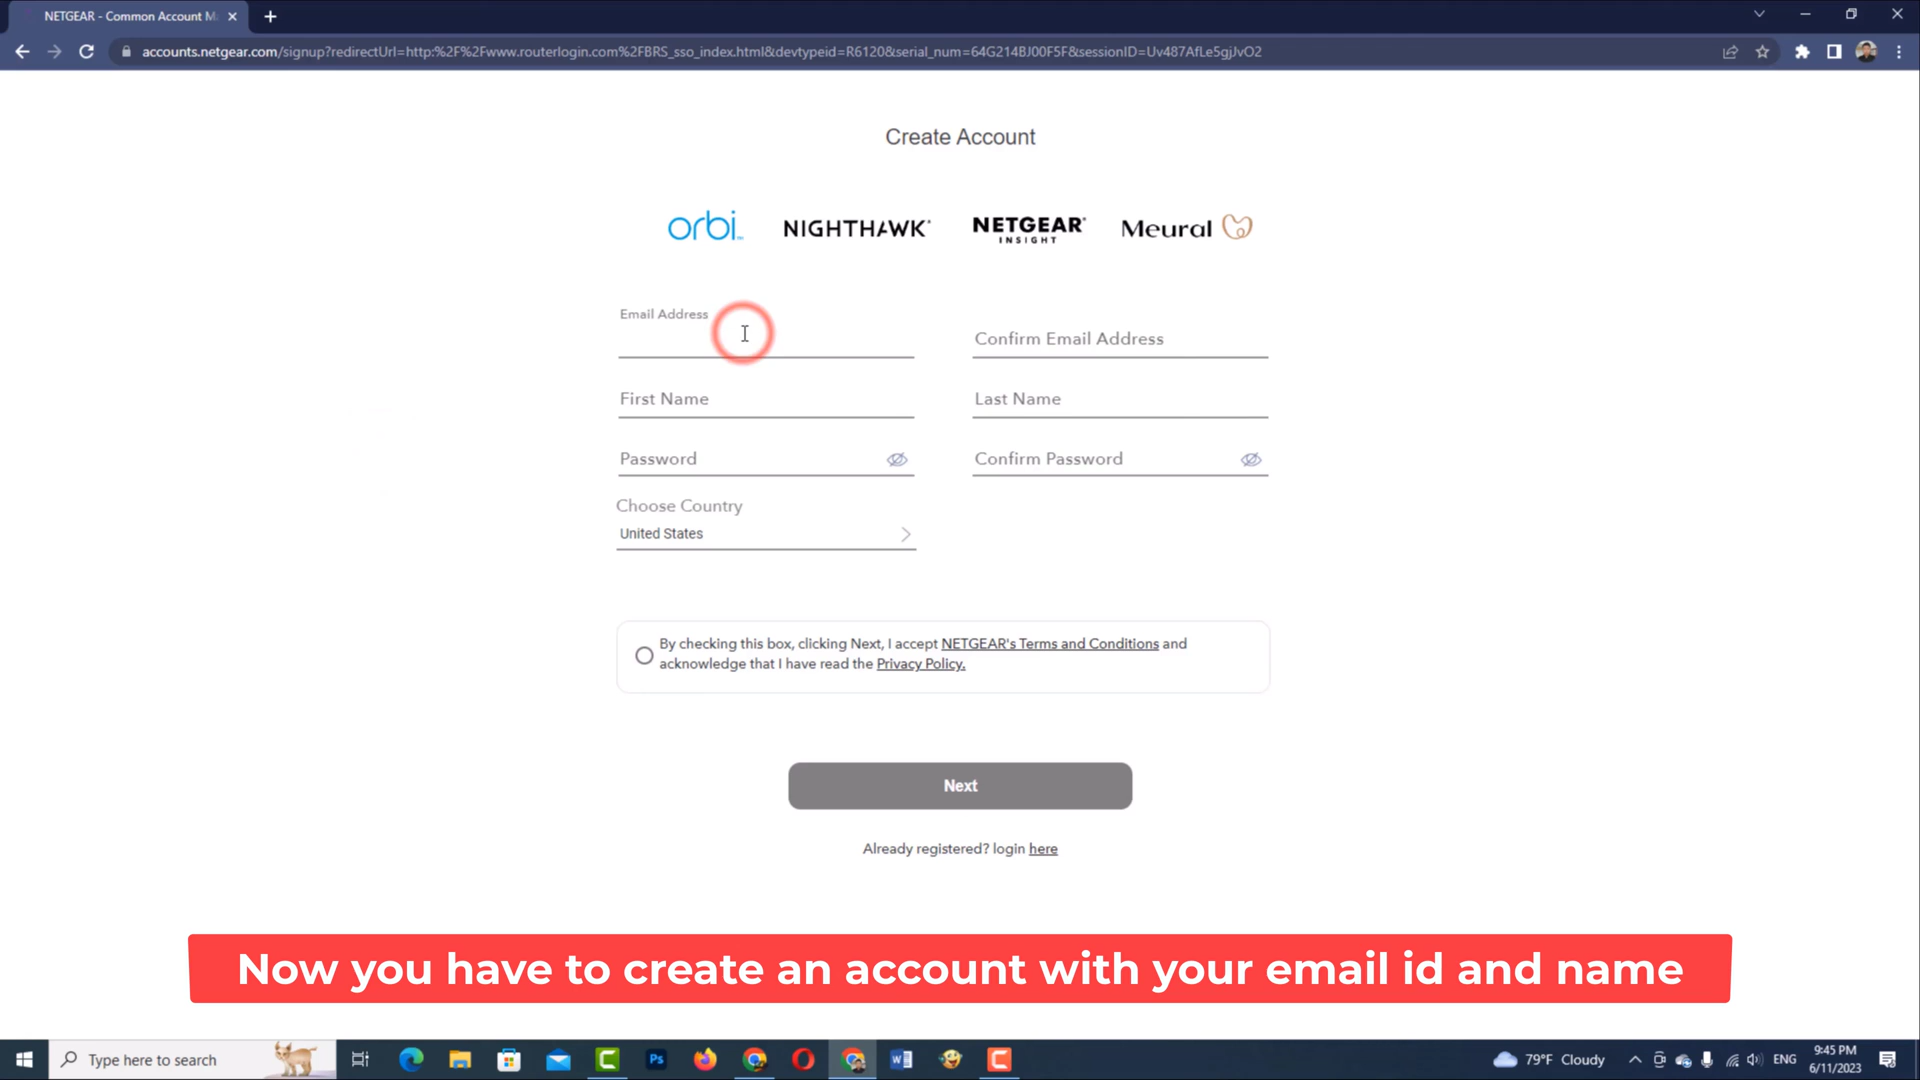 NETGEAR - Common Account M
accounts.netgear.com/signup?redirectUrl=http:%2F%2Fwww.routerlogin.com%2FBRS_sso_index.html&devtypeid=R6120&serial_num=64G214BJ00F5F&sessionID=Uv487AfLe5gjJvO2
Create Account
orbi NIGHTHAWK NETGEAR INSIGHT Meural
Email Address
Confirm Email Address
First Name Last Name
Password Confirm Password
Choose Country
United States
By checking this box, clicking Next, I accept NETGEAR's Terms and Conditions and
acknowledge that I have read the Privacy Policy.
Next
Already registered? login here
Now you have to create an account with your email id and name
Type here to search
79°F Cloudy
ENG
9:45 PM
6/11/2023